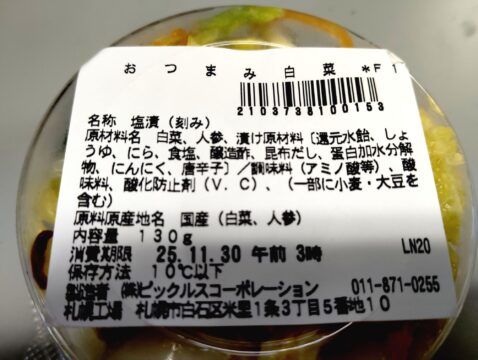 おつまみ白菜 *F1
2103738100153
名称 塩漬(刻み)
原材料名 白菜、人参、漬け原材料〔還元水飴、しょ
うゆ、にら、食塩、醸造酢、昆布だし、蛋白加水分解
物、にんにく、唐辛子〕/調味料(アミノ酸等)、酸
味料、酸化防止剤(V.C)、(一部に小麦・大豆を
含む)
原料原産地名 国産(白菜、人参)
内容量 130g
消費期限 25.11.30 午前 3時 LN20
保存方法 10℃以下
製造者 ㈱ピックルスコーポレーション 011-871-0255
札幌工場 札幌市白石区米里1条3丁目5番地10